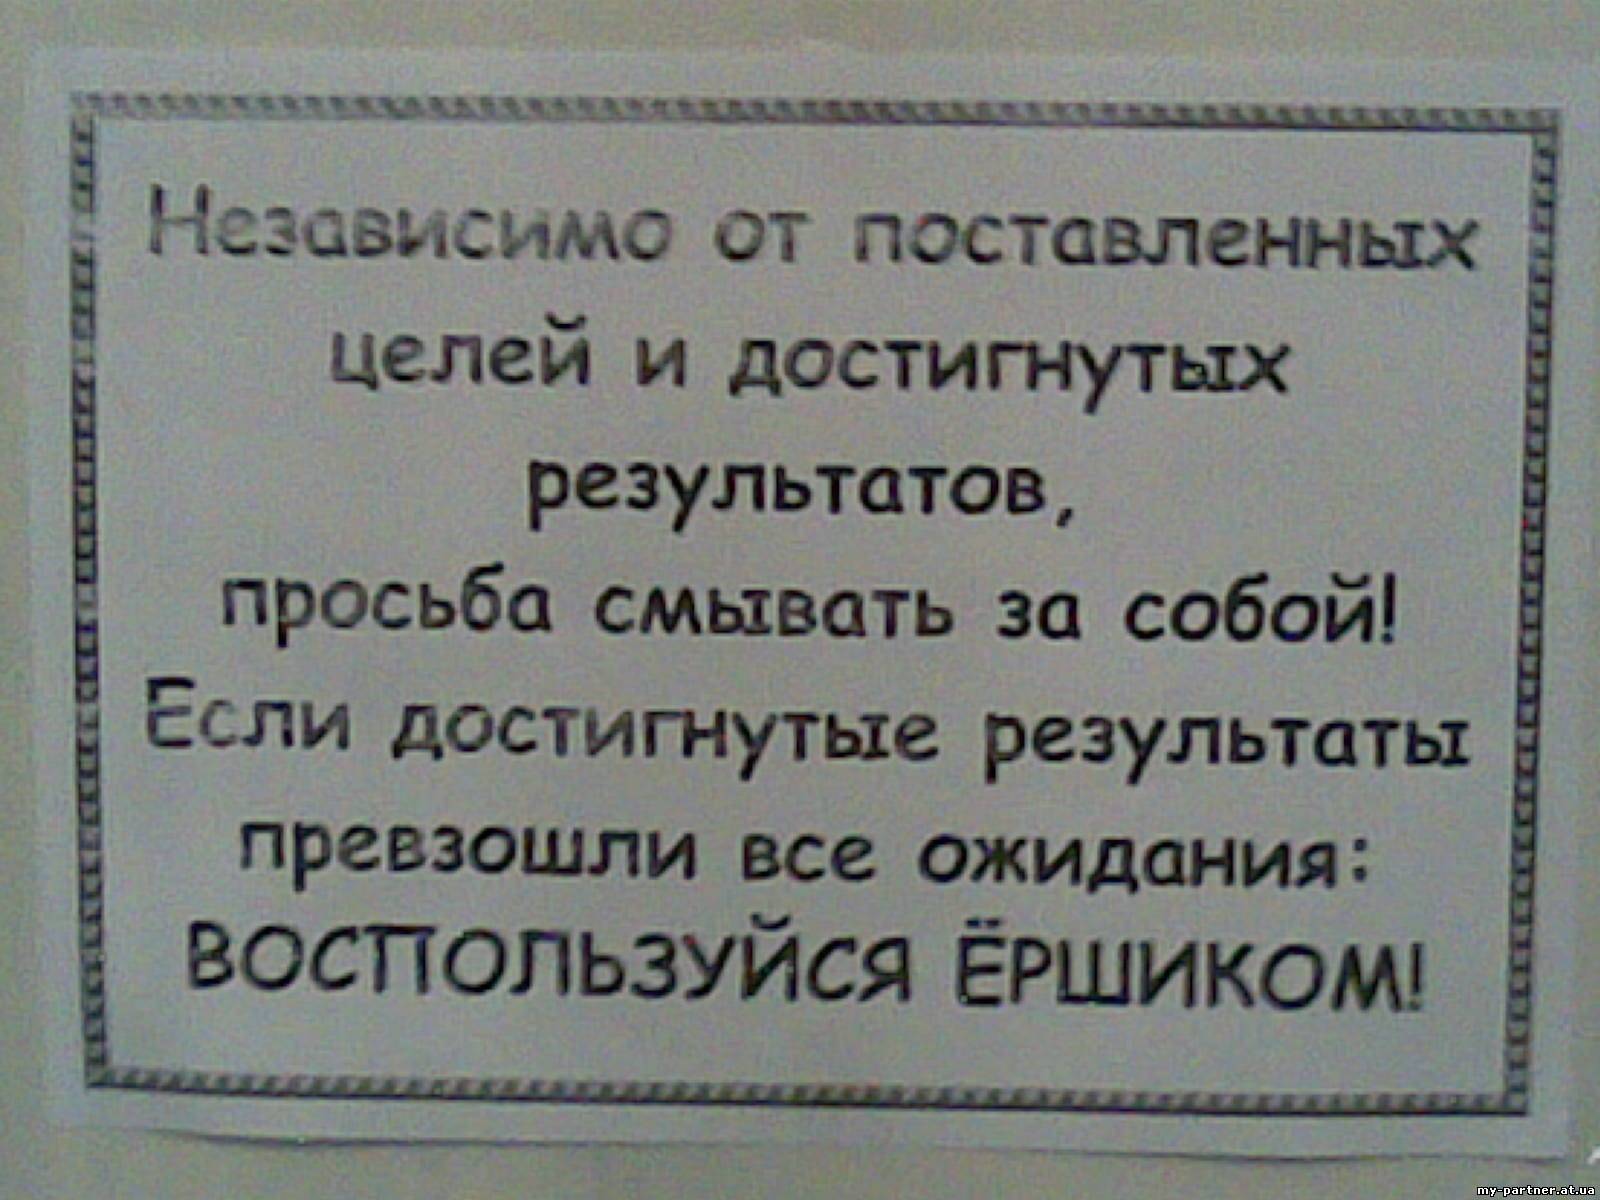 Независимо от поставленных
целей и достигнутых
результатов,
просьба смывать за собой!
Если достигнутые результаты
превзошли все ожидания:
ВОСПОЛЬЗУЙСЯ ЁРШИКОМ!
my-partner.at.ua